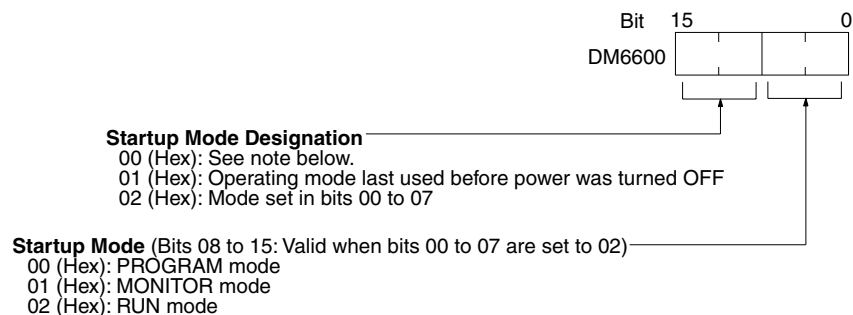 Bit 15 0
DM6600
Startup Mode Designation
00 (Hex): See note below.
01 (Hex): Operating mode last used before power was turned OFF
02 (Hex): Mode set in bits 00 to 07
Startup Mode (Bits 08 to 15: Valid when bits 00 to 07 are set to 02)
00 (Hex): PROGRAM mode
01 (Hex): MONITOR mode
02 (Hex): RUN mode